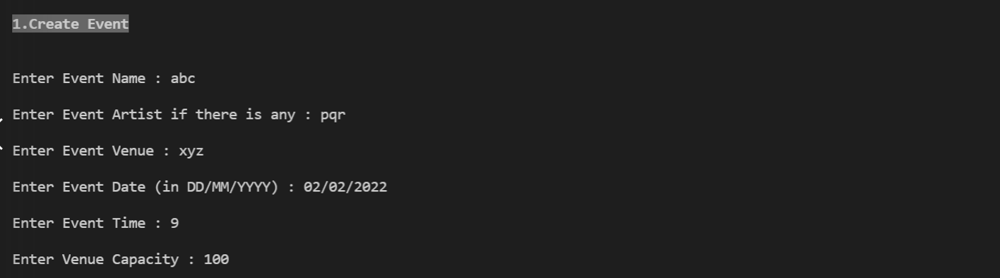 1.Create Event
Enter Event Name : abc
Enter Event Artist if there is any : pqr
Enter Event Venue : xyz
Enter Event Date (in DD/MM/YYYY) : 02/02/2022
Enter Event Time : 9
Enter Venue Capacity : 100